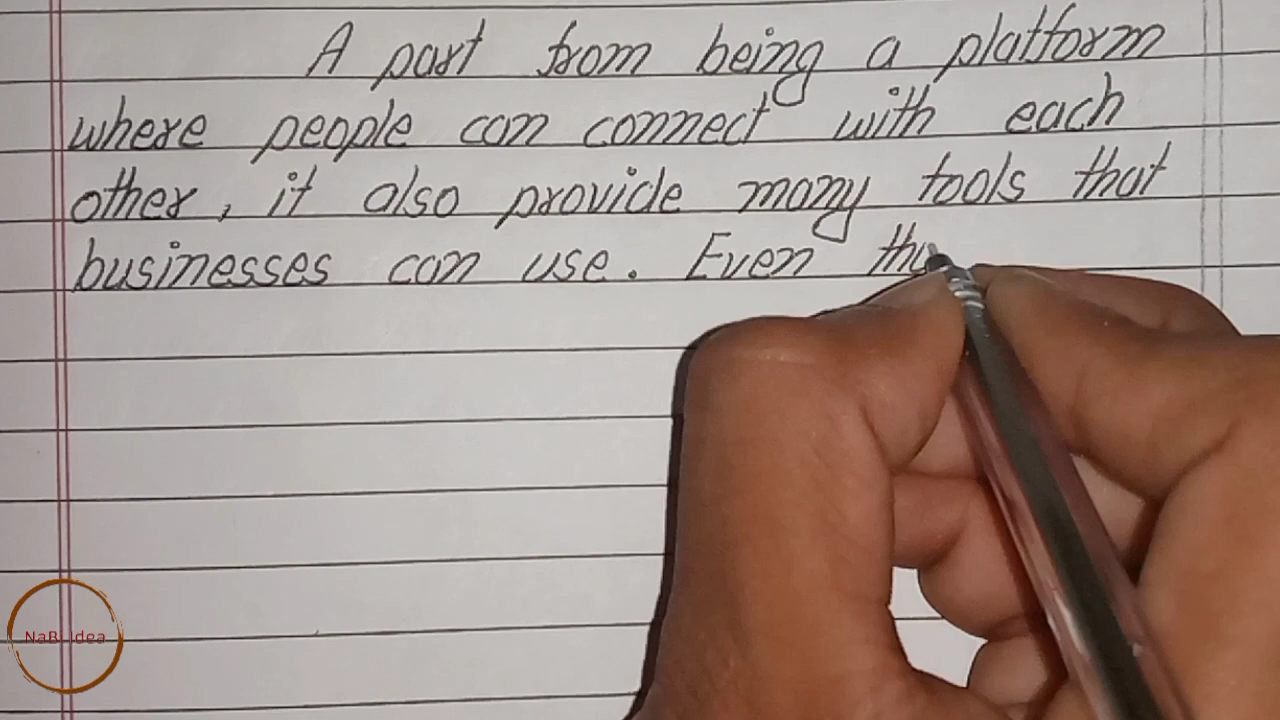 A part from being a platform
where people can connect with each
other, it also provide many tools that
businesses can use. Even